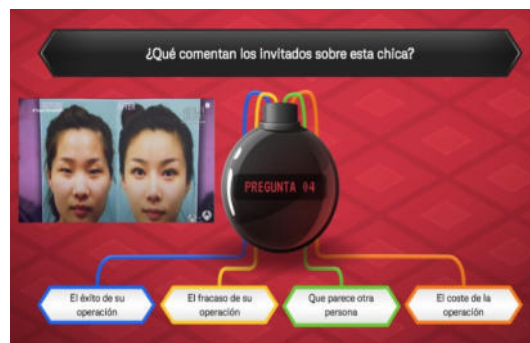 ¿Qué comentan los invitados sobre esta chica?
PREGUNTA 04
El éxito de su
operación
El fracaso de su
operación
Que parece otra
persona
El coste de la
operación